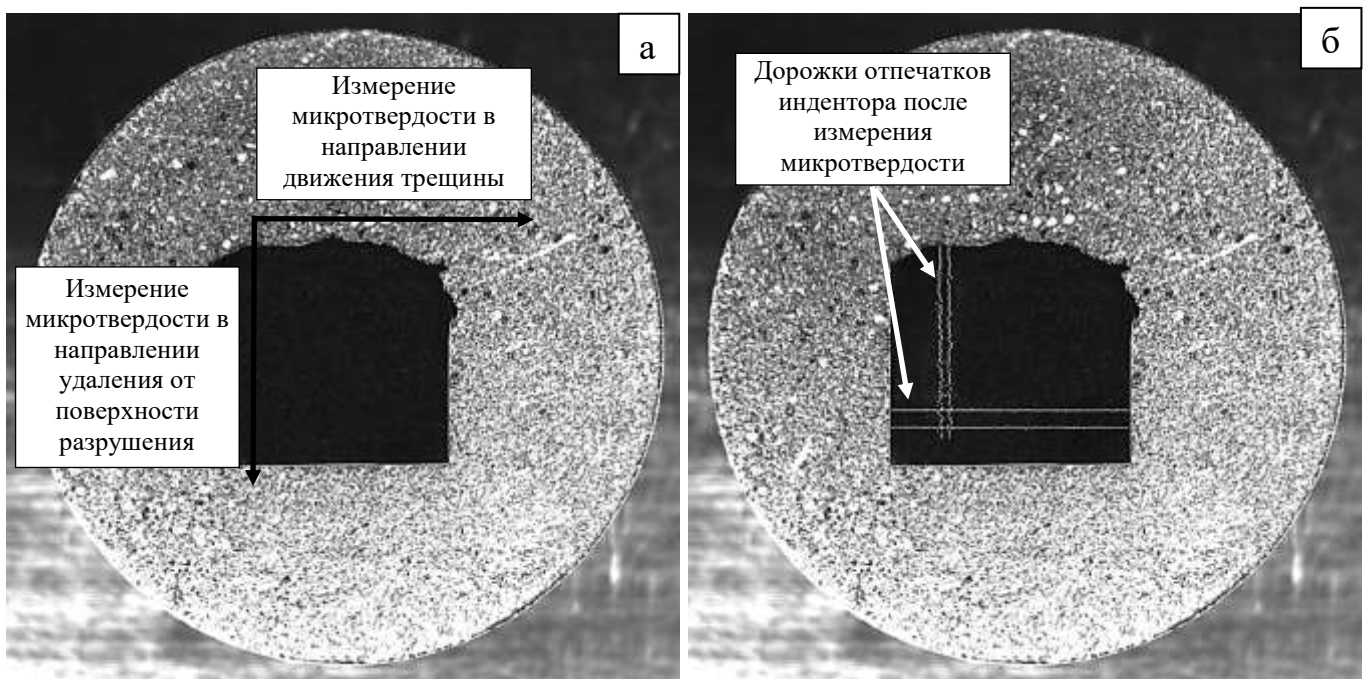 а
Измерение
микротвердости в
направлении
движения трещины
Измерение
микротвердости в
направлении
удаления от
поверхности
разрушения
б
Дорожки отпечатков
индентора после
измерения
микротвердости